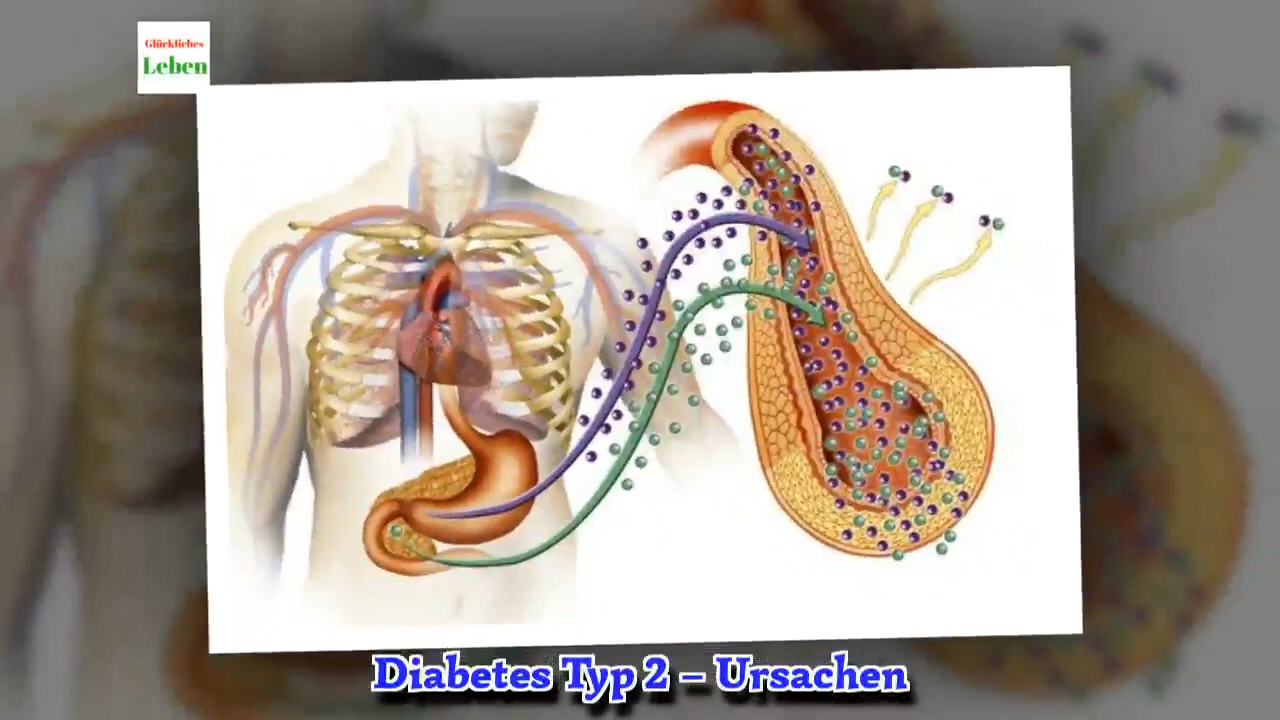 Glückliches
Leben
Diabetes Typ 2 – Ursachen